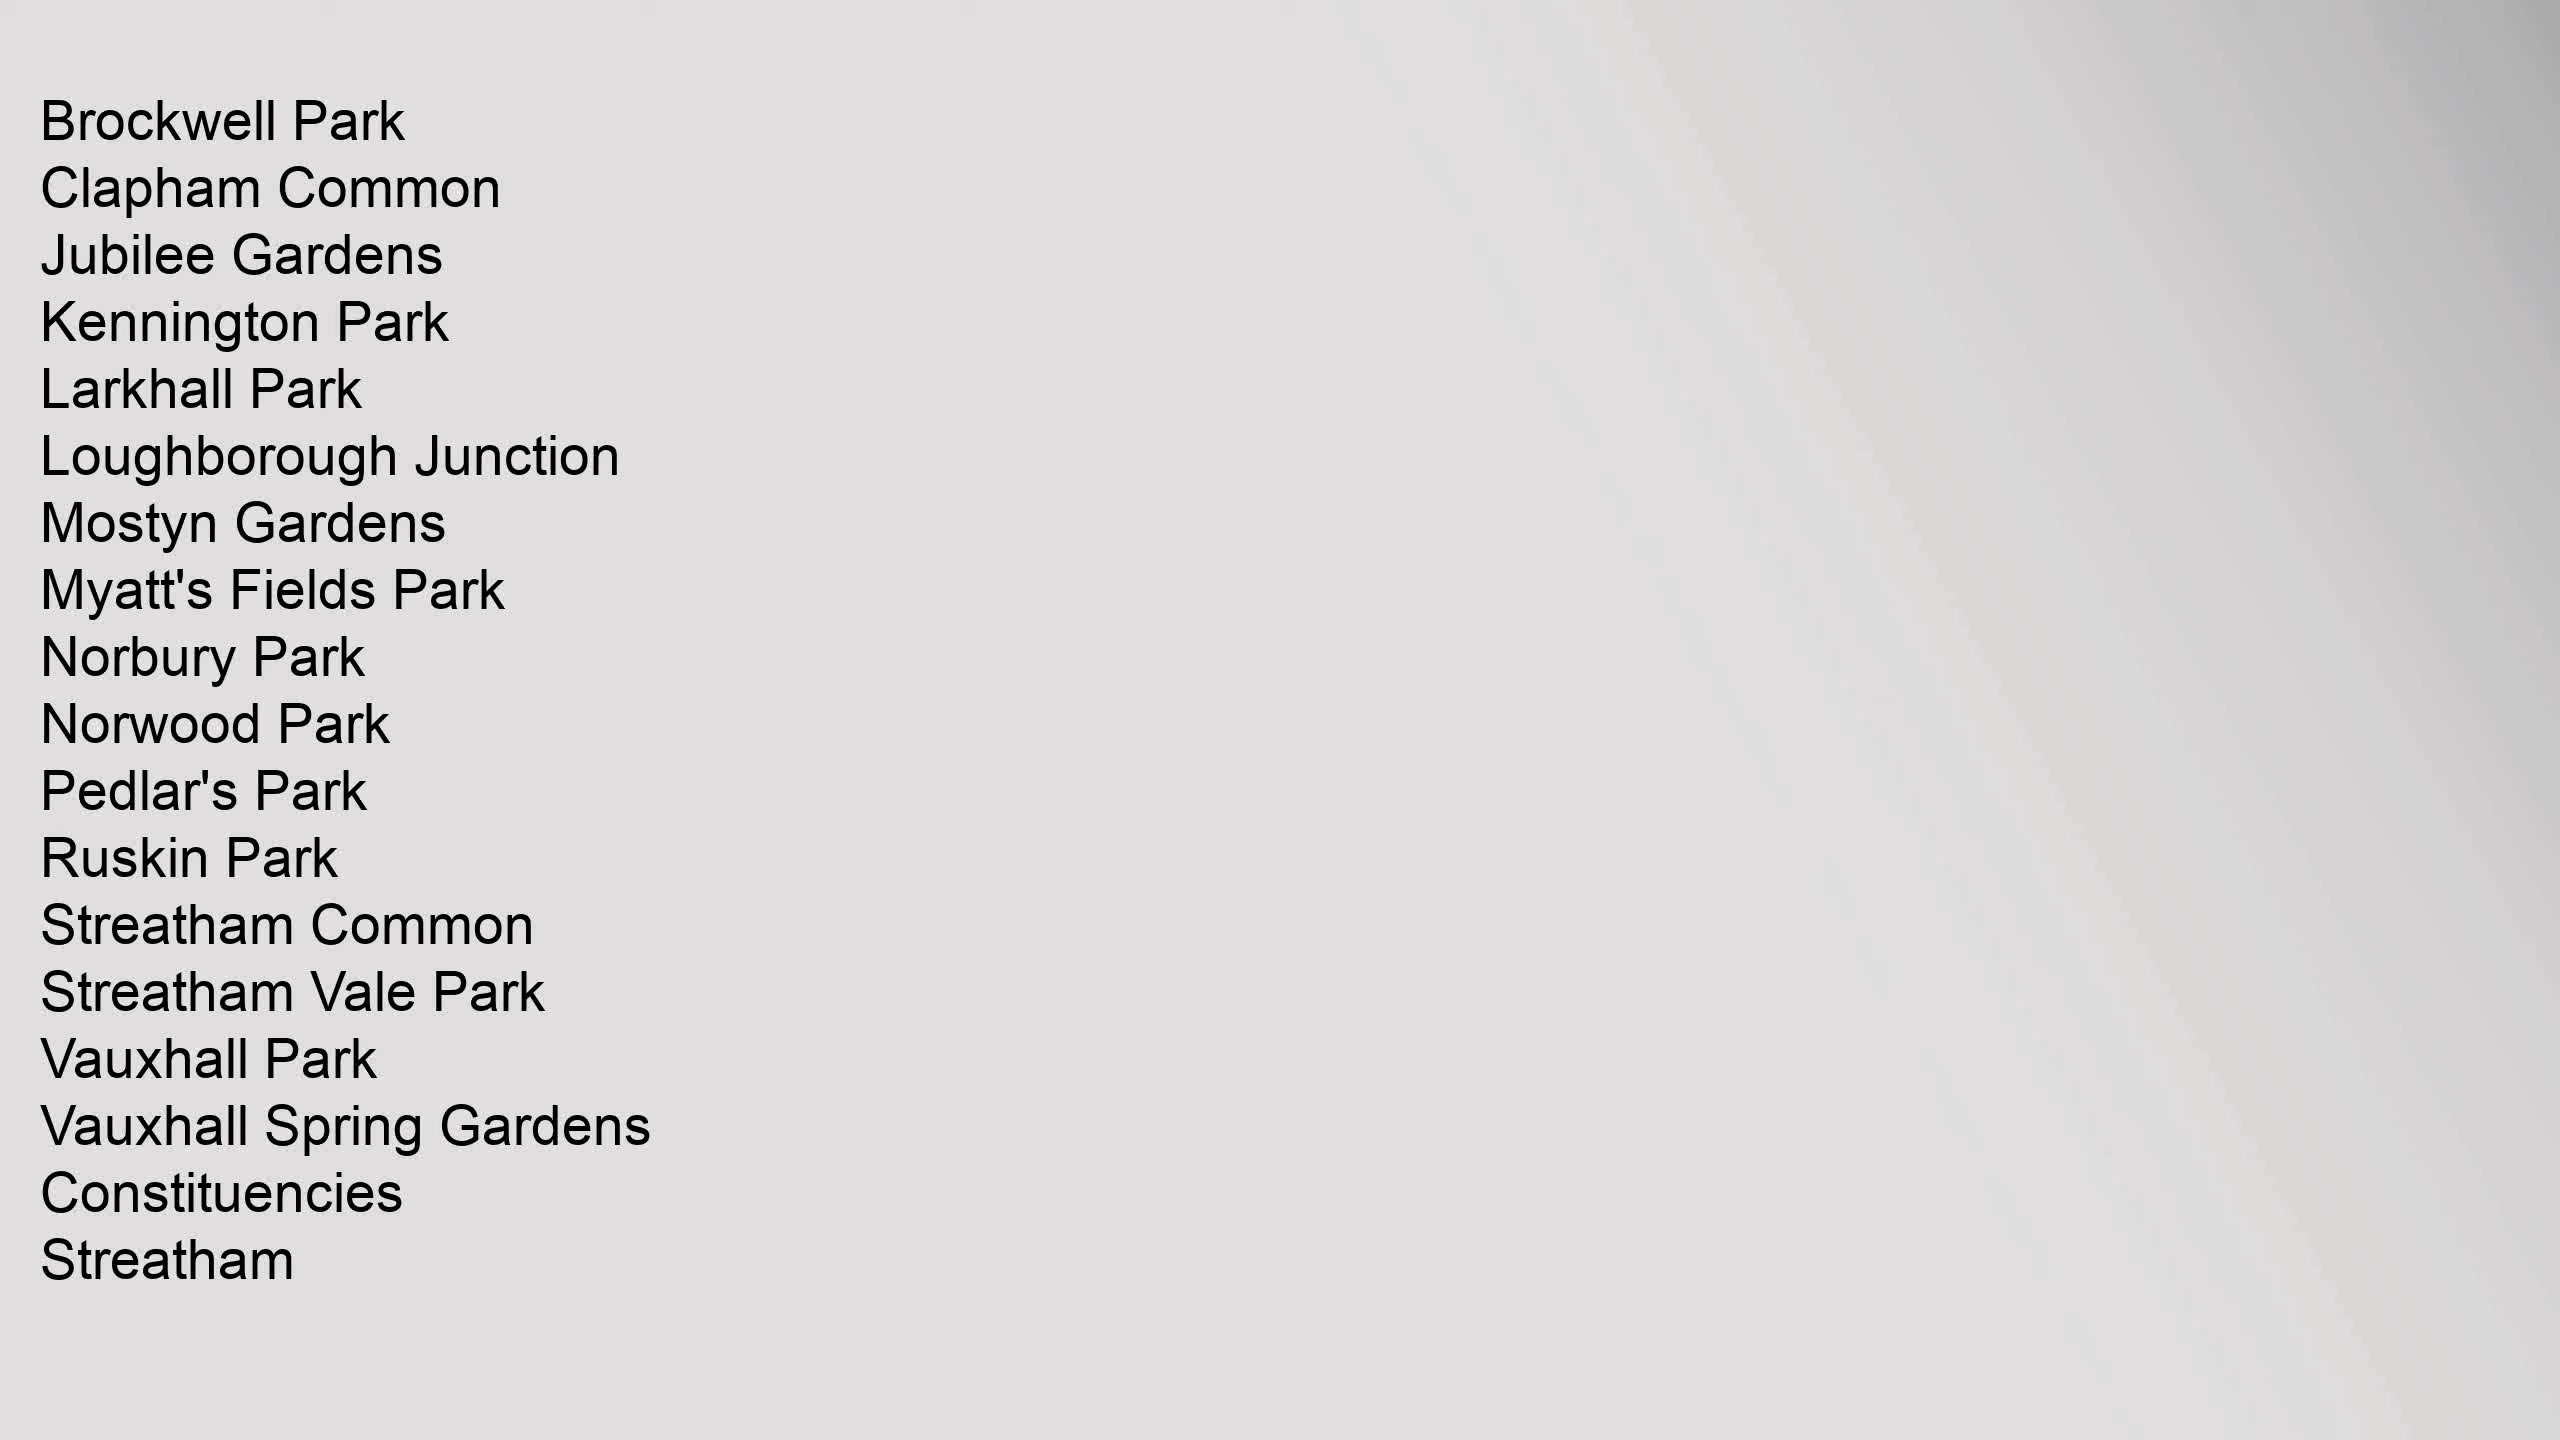 Brockwell Park
Clapham Common
Jubilee Gardens
Kennington Park
Larkhall Park
Loughborough Junction
Mostyn Gardens
Myatt's Fields Park
Norbury Park
Norwood Park
Pedlar's Park
Ruskin Park
Streatham Common
Streatham Vale Park
Vauxhall Park
Vauxhall Spring Gardens
Constituencies
Streatham